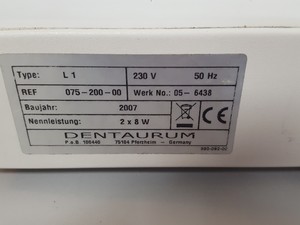 Type: L 1 230 V 50 Hz
REF 075-200-00 Werk No.: 05- 6438
Baujahr: 2007
Nennleistung: 2 x 8 W CE
DENTAURUM
75104 Pforzheim - Germany